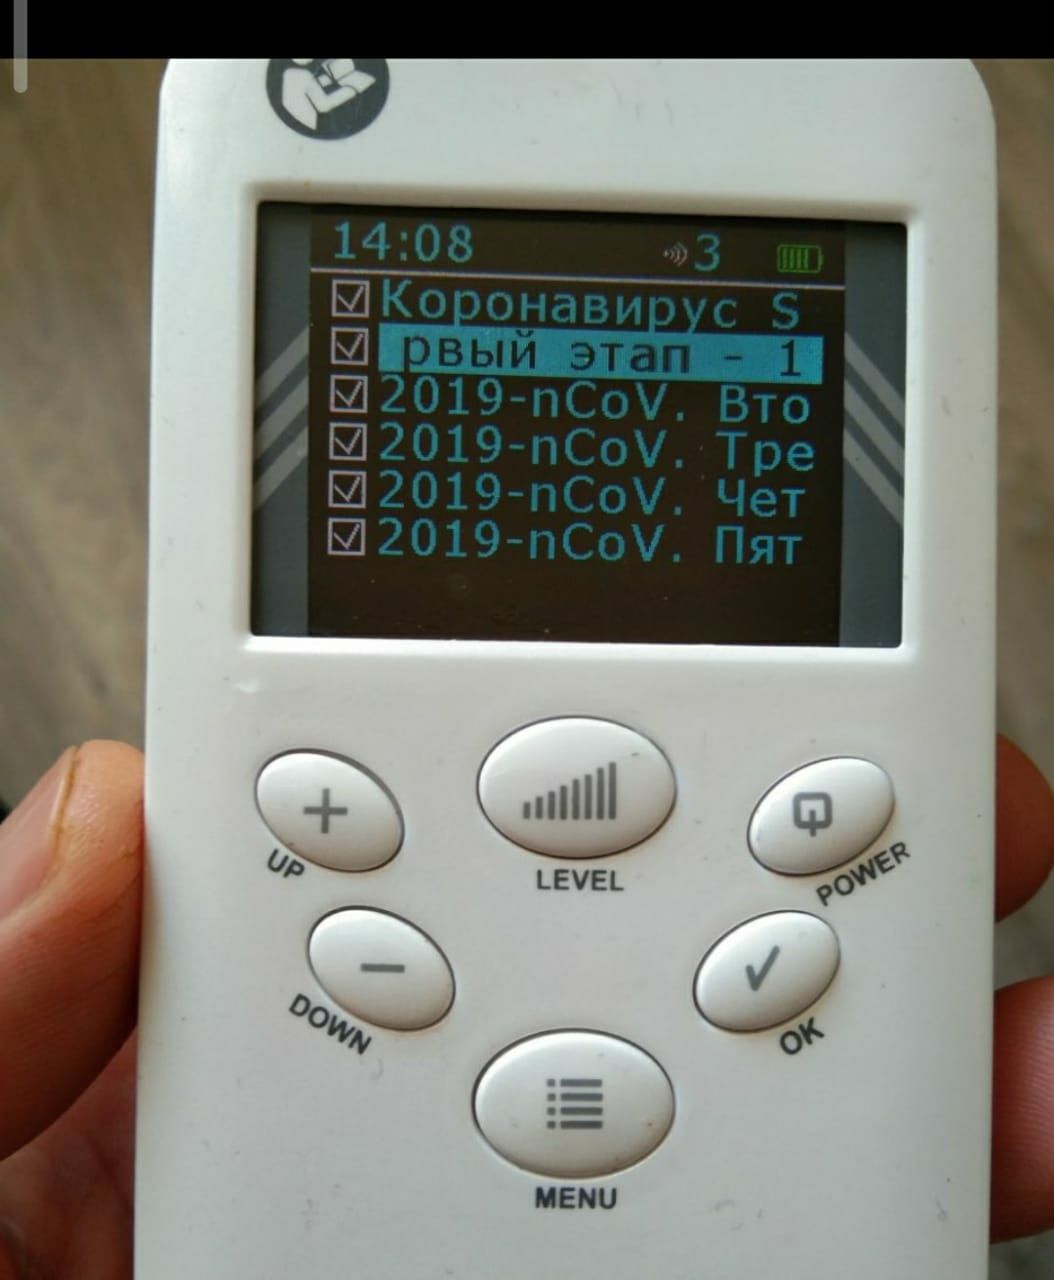 14:08 3
Коронавирус S
рвый этап - 1
2019-nCoV. Вто
2019-nCoV. Тре
2019-nCoV. Чет
2019-nCoV. Пят
+
UP
LEVEL
POWER
−
DOWN
OK
MENU